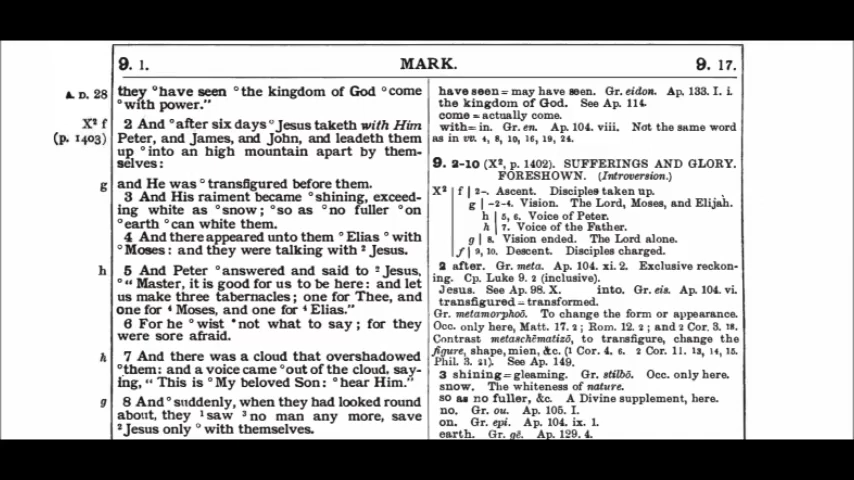 9. 1.
MARK.
9. 17.
A. D. 28
they °have seen °the kingdom of God °come
°with power."
X² f
(p. 1403)
2 And °after six days °Jesus taketh with Him
Peter, and James, and John, and leadeth them
up °into an high mountain apart by them-
selves:
g
and He was °transfigured before them.
3 And His raiment became °shining, exceed-
ing white as °snow; °so as °no fuller °on
°earth °can white them.
4 And there appeared unto them °Elias °with
°Moses: and they were talking with ² Jesus.
h
5 And Peter °answered and said to ² Jesus,
°" Master, it is good for us to be here: and let
us make three tabernacles; one for Thee, and
one for ⁴ Moses, and one for ⁴ Elias."
6 For he °wist °not what to say; for they
were sore afraid.
h
7 And there was a cloud that overshadowed
°them: and a voice came °out of the cloud, say-
ing, " This is °My beloved Son: °hear Him."
g
8 And °suddenly, when they had looked round
about, they ¹ saw ³ no man any more, save
² Jesus only °with themselves.
have seen = may have seen. Gr. eidon. Ap. 133. I. i.
the kingdom of God. See Ap. 114.
come = actually come.
with = in. Gr. en. Ap. 104. viii. Not the same word
as in vv. 4, 8, 10, 16, 19, 24.
9. 2-10 (X², p. 1402). SUFFERINGS AND GLORY.
FORESHOWN. (Introversion.)
X² f | 2-. Ascent. Disciples taken up.
g | -2-4. Vision. The Lord, Moses, and Elijah.
h | 5, 6. Voice of Peter.
h | 7. Voice of the Father.
g | 8. Vision ended. The Lord alone.
f | 9, 10. Descent. Disciples charged.
2 after. Gr. meta. Ap. 104. xi. 2. Exclusive reckon-
ing. Cp. Luke 9. 2 (inclusive).
Jesus. See Ap. 98. X. into. Gr. eis. Ap. 104. vi.
transfigured = transformed.
Gr. metamorphoō. To change the form or appearance.
Occ. only here, Matt. 17. 2; Rom. 12. 2; and 2 Cor. 3. 18.
Contrast metaschēmatizō, to transfigure, change the
figure, shape, mien, &c. (1 Cor. 4. 6. 2 Cor. 11. 13, 14, 15.
Phil. 3. 21). See Ap. 149.
3 shining = gleaming. Gr. stilbō. Occ. only here.
snow. The whiteness of nature.
so as no fuller, &c. A Divine supplement, here.
no. Gr. ou. Ap. 105. I.
on. Gr. epi. Ap. 104. ix. 1.
earth. Gr. gē. Ap. 129. 4.